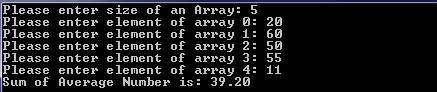 Please enter size of an Array: 5
Please enter element of array 0: 20
Please enter element of array 1: 60
Please enter element of array 2: 50
Please enter element of array 3: 55
Please enter element of array 4: 11
Sum of Average Number is: 39.20